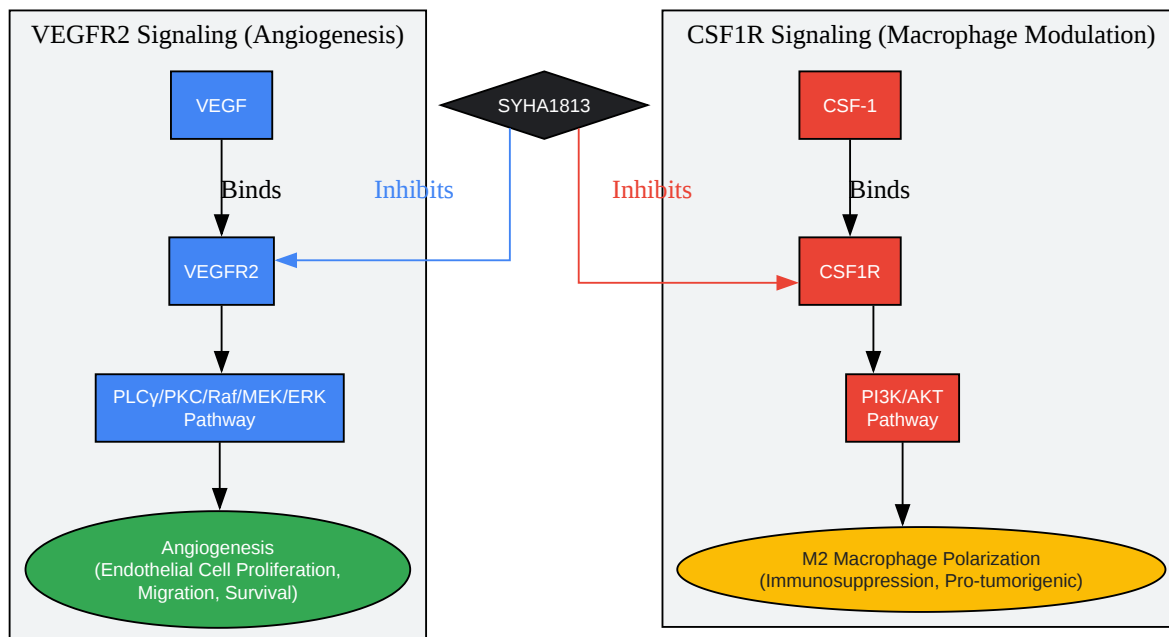 VEGFR2 Signaling (Angiogenesis)
CSF1R Signaling (Macrophage Modulation)
VEGF
SYHA1813
CSF-1
Binds
Inhibits
Inhibits
Binds
VEGFR2
CSF1R
PLCγ/PKC/Raf/MEK/ERK
Pathway
PI3K/AKT
Pathway
Angiogenesis
(Endothelial Cell Proliferation,
Migration, Survival)
M2 Macrophage Polarization
(Immunosuppression, Pro-tumorigenic)